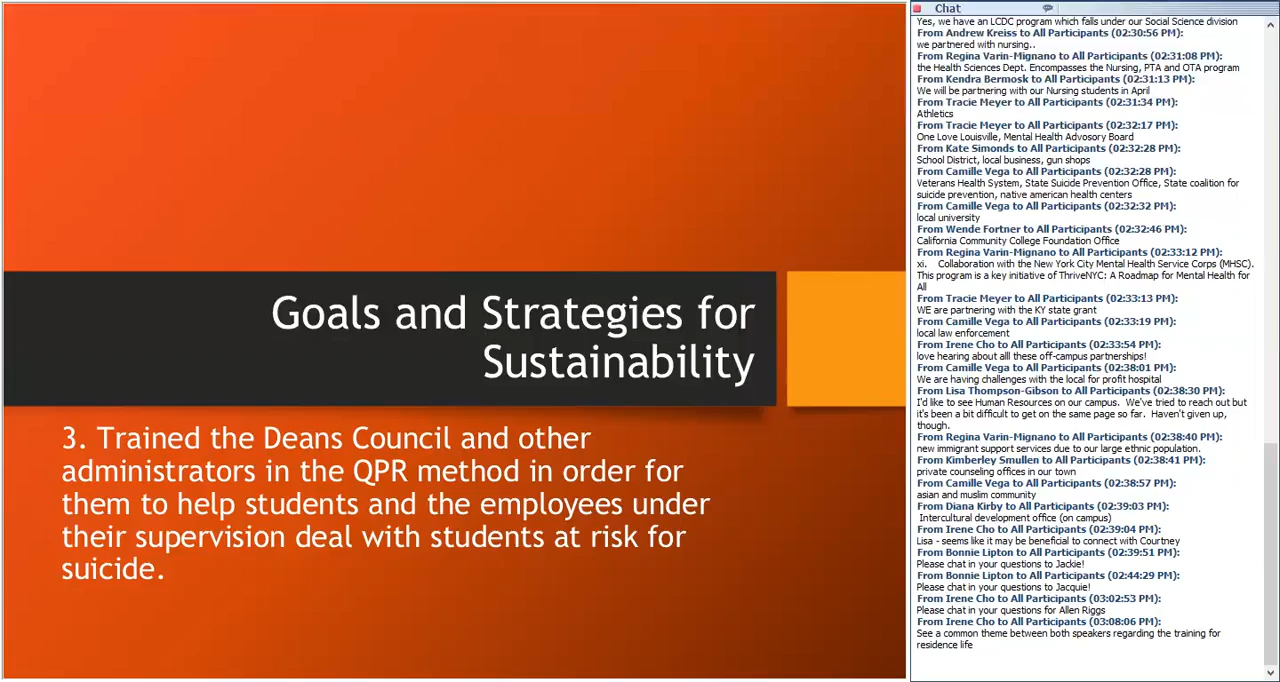 Goals and Strategies for
Sustainability
3. Trained the Deans Council and other
administrators in the QPR method in order for
them to help students and the employees under
their supervision deal with students at risk for
suicide.
Chat
Yes, we have an LCDC program which falls under our Social Science division
From Andrew Kreiss to All Participants (02:30:56 PM):
we partnered with nursing..
From Regina Varin-Mignano to All Participants (02:31:08 PM):
the Health Sciences Dept. Encompasses the Nursing, PTA and OTA program
From Kendra Bermosk to All Participants (02:31:13 PM):
We will be partnering with our Nursing students in April
From Tracie Meyer to All Participants (02:31:34 PM):
Athletics
From Tracie Meyer to All Participants (02:32:17 PM):
One Love Louisville, Mental Health Advosory Board
From Kate Simonds to All Participants (02:32:28 PM):
School District, local business, gun shops
From Camille Vega to All Participants (02:32:28 PM):
Veterans Health System, State Suicide Prevention Office, State coalition for
suicide prevention, native american health centers
From Camille Vega to All Participants (02:32:32 PM):
local university
From Wende Fortner to All Participants (02:32:46 PM):
California Community College Foundation Office
From Regina Varin-Mignano to All Participants (02:33:12 PM):
xi. Collaboration with the New York City Mental Health Service Corps (MHSC).
This program is a key initiative of ThriveNYC: A Roadmap for Mental Health for
All
From Tracie Meyer to All Participants (02:33:13 PM):
WE are partnering with the KY state grant
From Camille Vega to All Participants (02:33:19 PM):
local law enforcement
From Irene Cho to All Participants (02:33:54 PM):
love hearing about alll these off-campus partnerships!
From Camille Vega to All Participants (02:38:01 PM):
We are having challenges with the local for profit hospital
From Lisa Thompson-Gibson to All Participants (02:38:30 PM):
I'd like to see Human Resources on our campus. We've tried to reach out but
it's been a bit difficult to get on the same page so far. Haven't given up,
though.
From Regina Varin-Mignano to All Participants (02:38:40 PM):
new immigrant support services due to our large ethnic population.
From Kimberley Smullen to All Participants (02:38:41 PM):
private counseling offices in our town
From Camille Vega to All Participants (02:38:57 PM):
asian and muslim community
From Diana Kirby to All Participants (02:39:03 PM):
Intercultural development office (on campus)
From Irene Cho to All Participants (02:39:04 PM):
Lisa - seems like it may be beneficial to connect with Courtney
From Bonnie Lipton to All Participants (02:39:51 PM):
Please chat in your questions to Jackie!
From Bonnie Lipton to All Participants (02:44:29 PM):
Please chat in your questions to Jacquie!
From Irene Cho to All Participants (03:02:53 PM):
Please chat in your questions for Allen Riggs
From Irene Cho to All Participants (03:08:06 PM):
See a common theme between both speakers regarding the training for
residence life